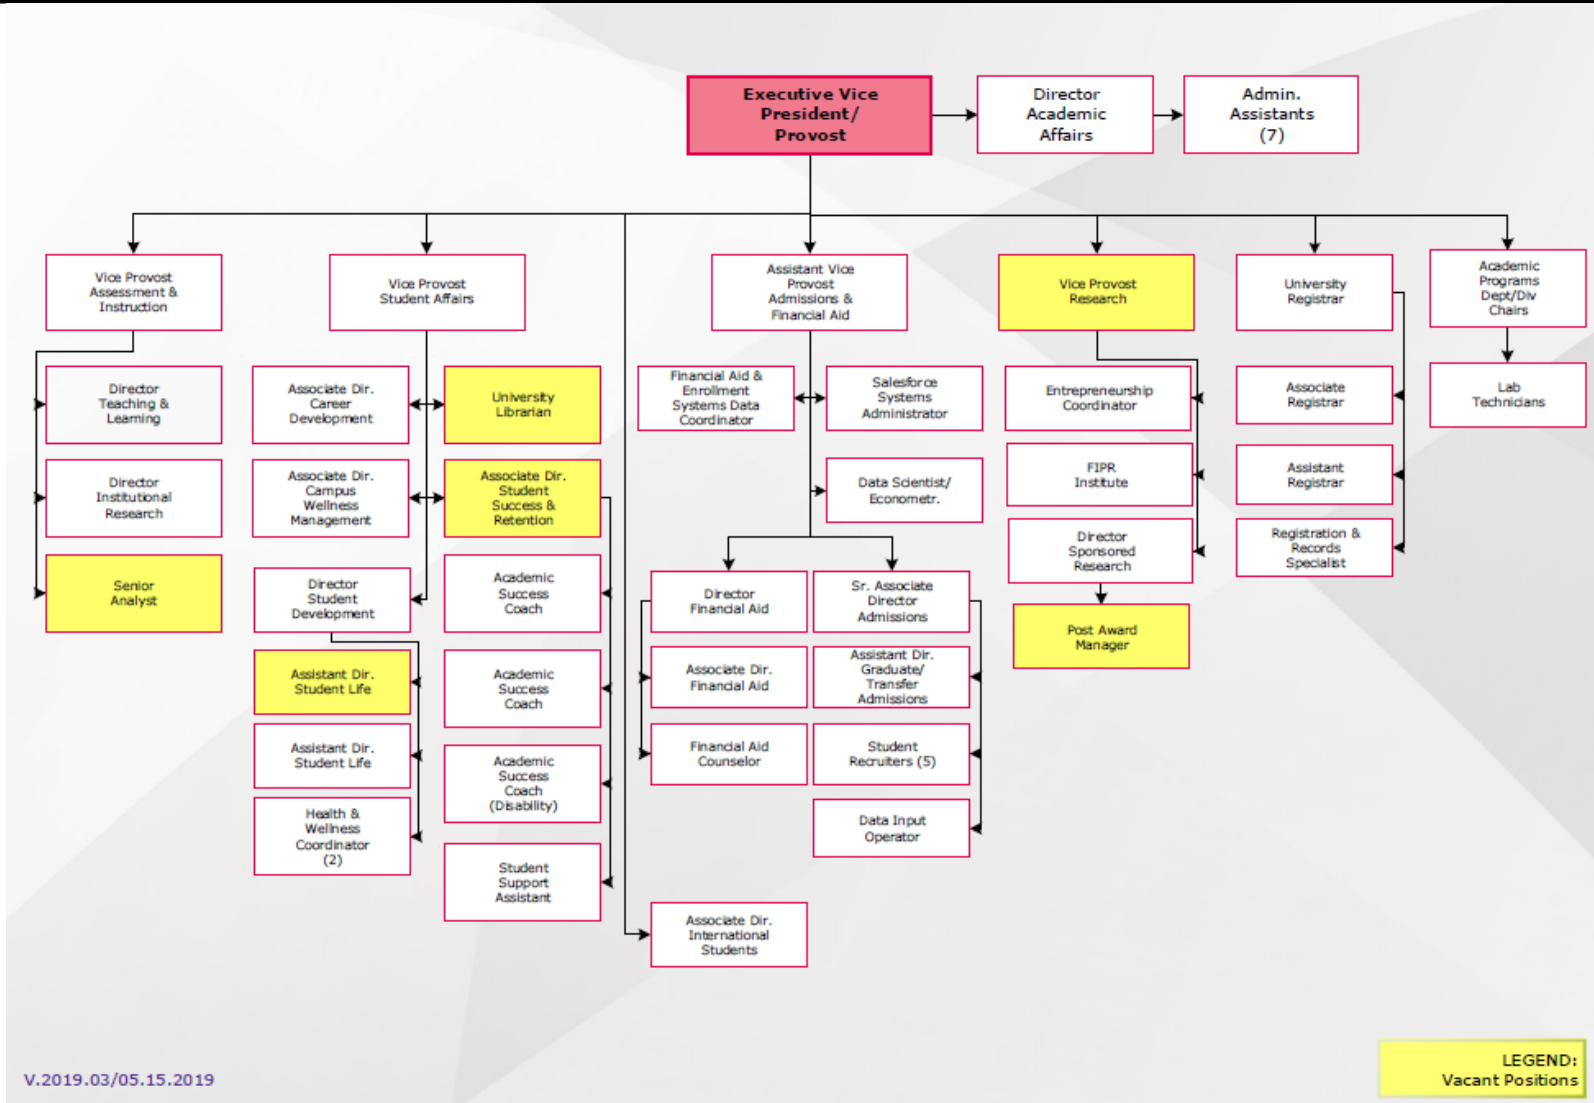 Executive Vice
President/
Provost
Director
Academic
Affairs
Admin.
Assistants
(7)
Vice Provost
Assessment &
Instruction
Vice Provost
Student Affairs
Assistant Vice
Provost
Admissions &
Financial Aid
Vice Provost
Research
University
Registrar
Academic
Programs
Dept/Div
Chairs
Director
Teaching &
Learning
Director
Institutional
Research
Senior
Analyst
Associate Dir.
Career
Development
University
Librarian
Associate Dir.
Campus
Wellness
Management
Associate Dir.
Student
Success &
Retention
Director
Student
Development
Assistant Dir.
Student Life
Assistant Dir.
Student Life
Health &
Wellness
Coordinator
(2)
Academic
Success
Coach
Academic
Success
Coach
Academic
Success
Coach
(Disability)
Student
Support
Assistant
Financial Aid &
Enrollment
Systems Data
Coordinator
Salesforce
Systems
Administrator
Data Scientist/
Econometr.
Director
Financial Aid
Associate Dir.
Financial Aid
Financial Aid
Counselor
Sr. Associate
Director
Admissions
Assistant Dir.
Graduate/
Transfer
Admissions
Student
Recruiters (5)
Data Input
Operator
Associate Dir.
International
Students
Entrepreneurship
Coordinator
FIPR
Institute
Director
Sponsored
Research
Post Award
Manager
Associate
Registrar
Assistant
Registrar
Registration &
Records
Specialist
Lab
Technicians
V.2019.03/05.15.2019
LEGEND:
Vacant Positions